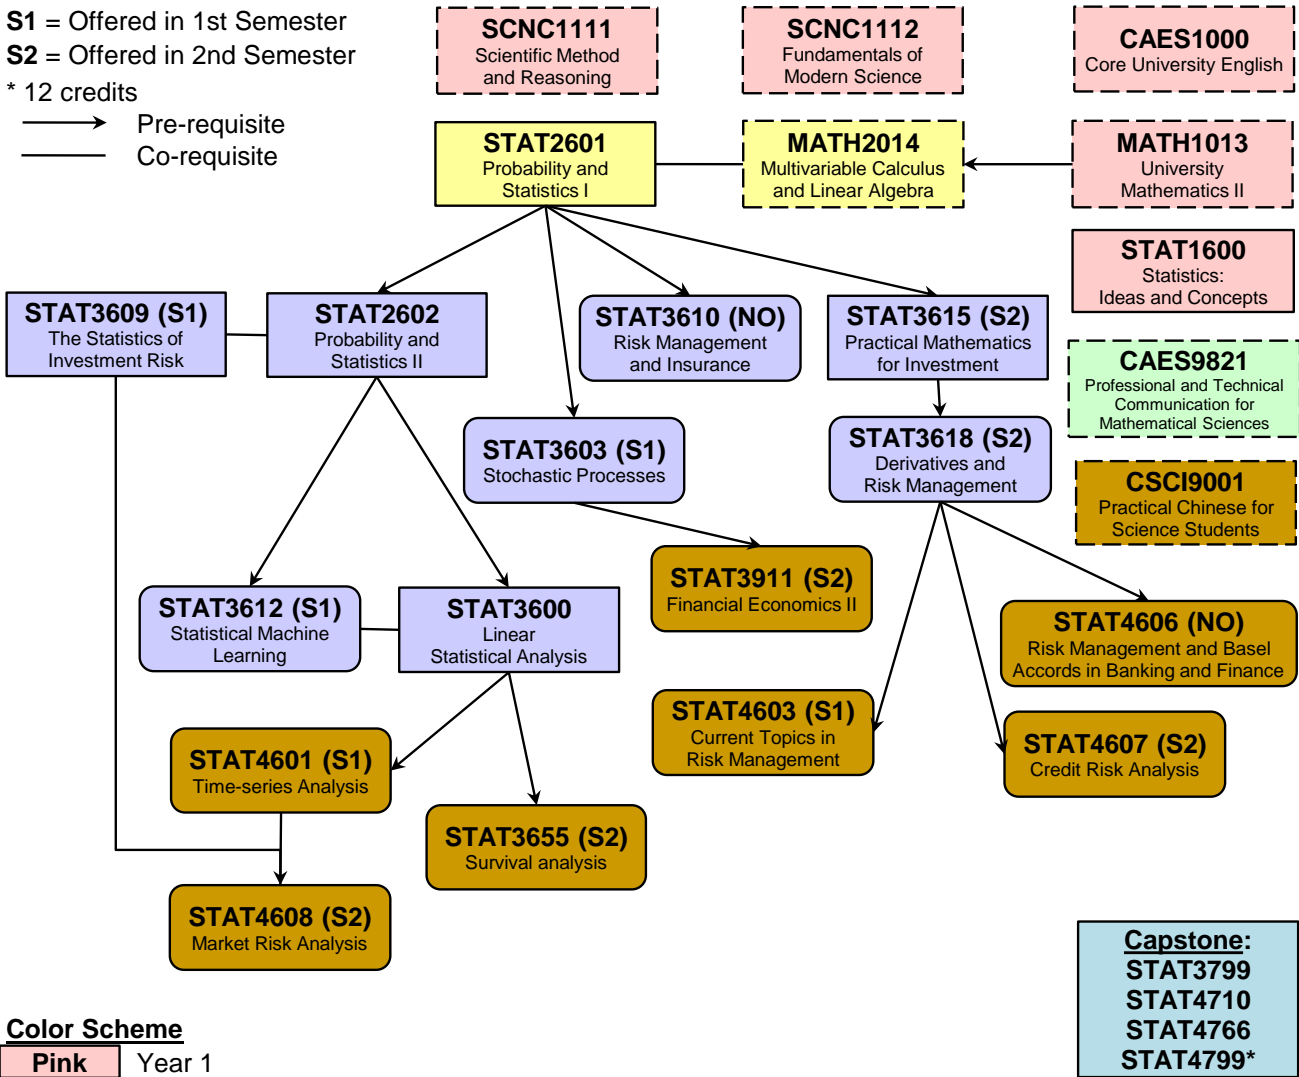 S1 = Offered in 1st Semester
S2 = Offered in 2nd Semester
* 12 credits
Pre-requisite
Co-requisite
SCNC1111
Scientific Method
and Reasoning
SCNC1112
Fundamentals of
Modern Science
CAES1000
Core University English
STAT2601
Probability and
Statistics I
MATH2014
Multivariable Calculus
and Linear Algebra
MATH1013
University
Mathematics II
STAT1600
Statistics:
Ideas and Concepts
STAT3609 (S1)
The Statistics of
Investment Risk
STAT2602
Probability and
Statistics II
STAT3610 (NO)
Risk Management
and Insurance
STAT3615 (S2)
Practical Mathematics
for Investment
CAES9821
Professional and Technical
Communication for
Mathematical Sciences
STAT3603 (S1)
Stochastic Processes
STAT3618 (S2)
Derivatives and
Risk Management
CSCI9001
Practical Chinese for
Science Students
STAT3911 (S2)
Financial Economics II
STAT3612 (S1)
Statistical Machine
Learning
STAT3600
Linear
Statistical Analysis
STAT4606 (NO)
Risk Management and Basel
Accords in Banking and Finance
STAT4603 (S1)
Current Topics in
Risk Management
STAT4607 (S2)
Credit Risk Analysis
STAT4601 (S1)
Time-series Analysis
STAT3655 (S2)
Survival analysis
STAT4608 (S2)
Market Risk Analysis
Capstone:
STAT3799
STAT4710
STAT4766
STAT4799*
Color Scheme
Pink
Year 1